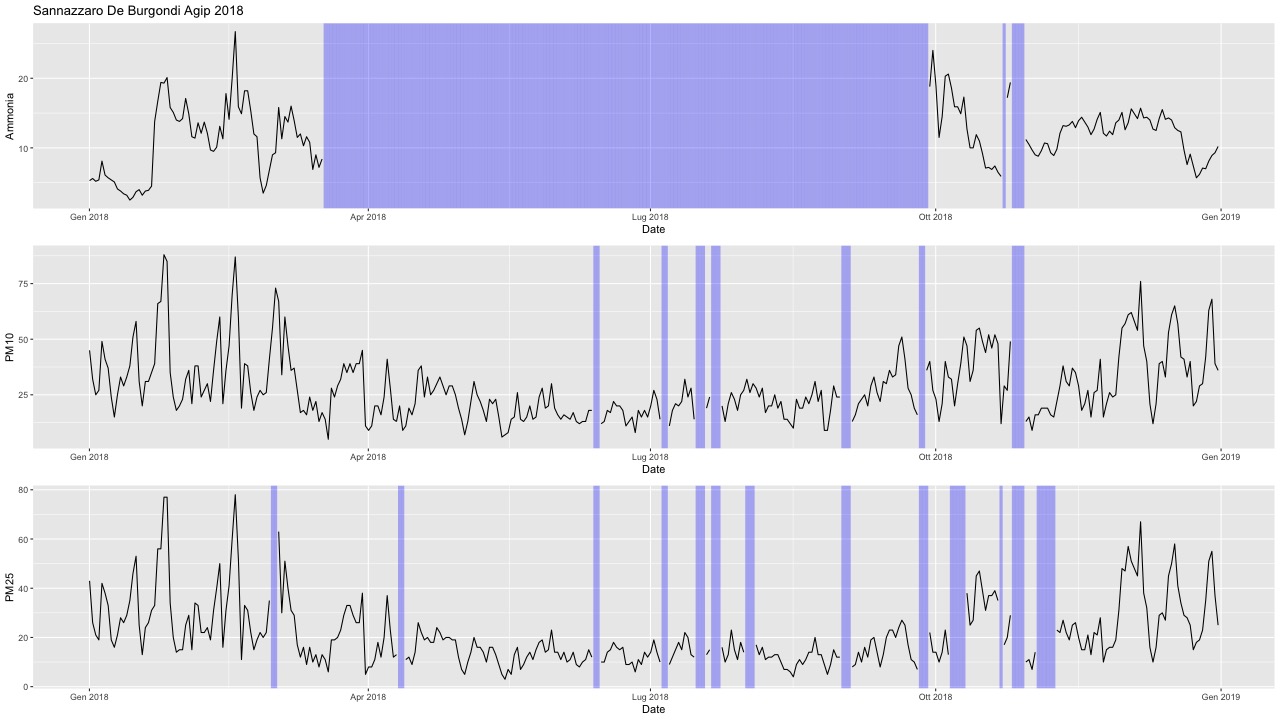 Sannazzaro De Burgondi Agip 2018
Ammonia
20
10
Gen 2018 Apr 2018 Lug 2018 Ott 2018 Gen 2019
Date
PM10
75
50
25
Gen 2018 Apr 2018 Lug 2018 Ott 2018 Gen 2019
Date
PM25
80
60
40
20
0
Gen 2018 Apr 2018 Lug 2018 Ott 2018 Gen 2019
Date